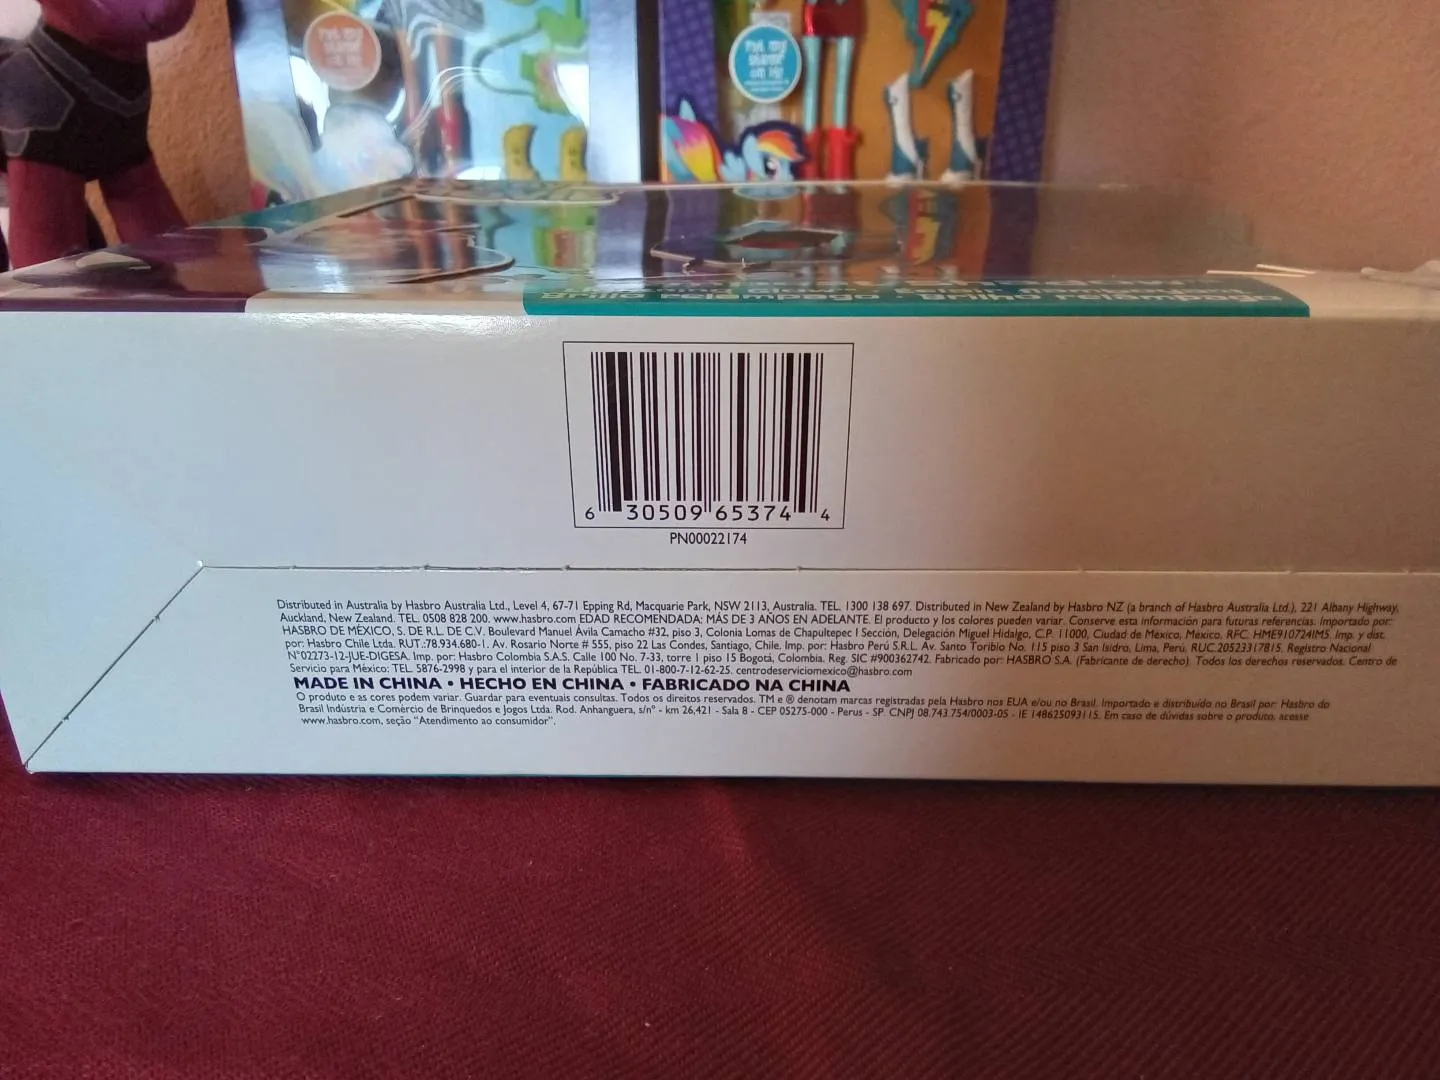 6 30509 65374 4
PN00022174
Distributed in Australia by Hasbro Australia Ltd., Level 4, 67-71 Epping Rd, Macquarie Park, NSW 2113, Australia. TEL. 1300 138 697. Distributed in New Zealand by Hasbro NZ (a branch of Hasbro Australia Ltd.), 221 Albany Highway,
Auckland, New Zealand. TEL. 0508 828 200. www.hasbro.com EDAD RECOMENDADA: MÁS DE 3 AÑOS EN ADELANTE. El producto y los colores pueden variar. Conserve esta información para futuras referencias. Importado por:
HASBRO DE MÉXICO, S. DE R.L. DE C.V. Boulevard Manuel Ávila Camacho #32, piso 3, Colonia Lomas de Chapultepec I Sección, Delegación Miguel Hidalgo, C.P. 11000, Ciudad de México, México. RFC. HME910724IM5. Imp. y dist.
por: Hasbro Chile Ltda. RUT.:78.934.680-1. Av. Rosario Norte # 555, piso 22 Las Condes, Santiago, Chile. Imp. por: Hasbro Perú S.R.L. Av. Santo Toribio No. 115 piso 3 San Isidro, Lima, Perú. RUC.20523317815. Registro Nacional
N°02273-12-JUE-DIGESA. Imp. por: Hasbro Colombia S.A.S. Calle 100 No. 7-33, torre 1 piso 15 Bogotá, Colombia. Reg. SIC #900362742. Fabricado por: HASBRO S.A. (Fabricante de derecho). Todos los derechos reservados. Centro de
Servicio para México: TEL. 5876-2998 y para el interior de la República TEL. 01-800-7-12-62-25. centrodeserviciomexico@hasbro.com
MADE IN CHINA • HECHO EN CHINA • FABRICADO NA CHINA
O produto e as cores podem variar. Guardar para eventuais consultas. Todos os direitos reservados. TM e ® denotam marcas registradas pela Hasbro nos EUA e/ou no Brasil. Importado e distribuído no Brasil por: Hasbro do
Brasil Indústria e Comércio de Brinquedos e Jogos Ltda. Rod. Anhanguera, s/nº - km 26,421 - Sala 8 - CEP 05275-000 - Perus - SP. CNPJ 08.743.754/0003-05 - IE 148625093115. Em caso de dúvidas sobre o produto, acesse
www.hasbro.com, seção "Atendimento ao consumidor".